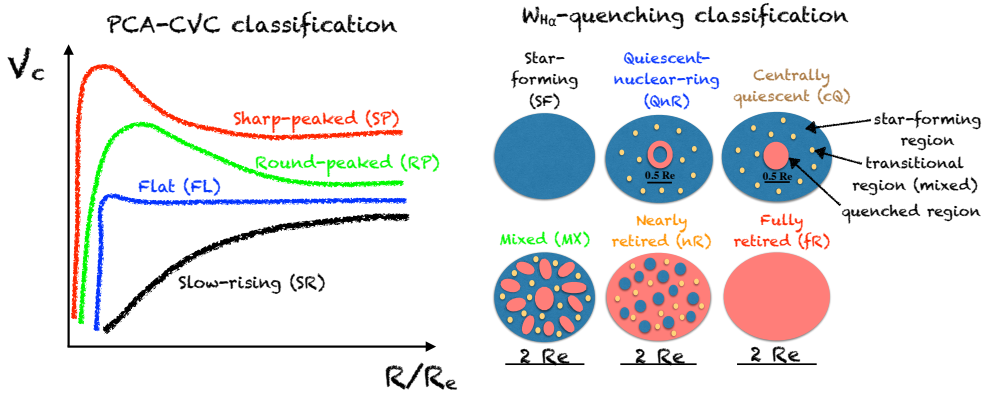 PCA-CVC classification
Vc
Sharp-peaked (SP)
Round-peaked (RP)
Flat (FL)
Slow-rising (SR)
R/Re
WHα-quenching classification
Star-
forming
(SF)
Quiescent-
nuclear-ring
(QnR)
Centrally
quiescent (cQ)
0.5 Re
0.5 Re
star-forming
region
transitional
region (mixed)
quenched region
Mixed (MX)
Nearly
retired (nR)
Fully
retired (fR)
2 Re
2 Re
2 Re